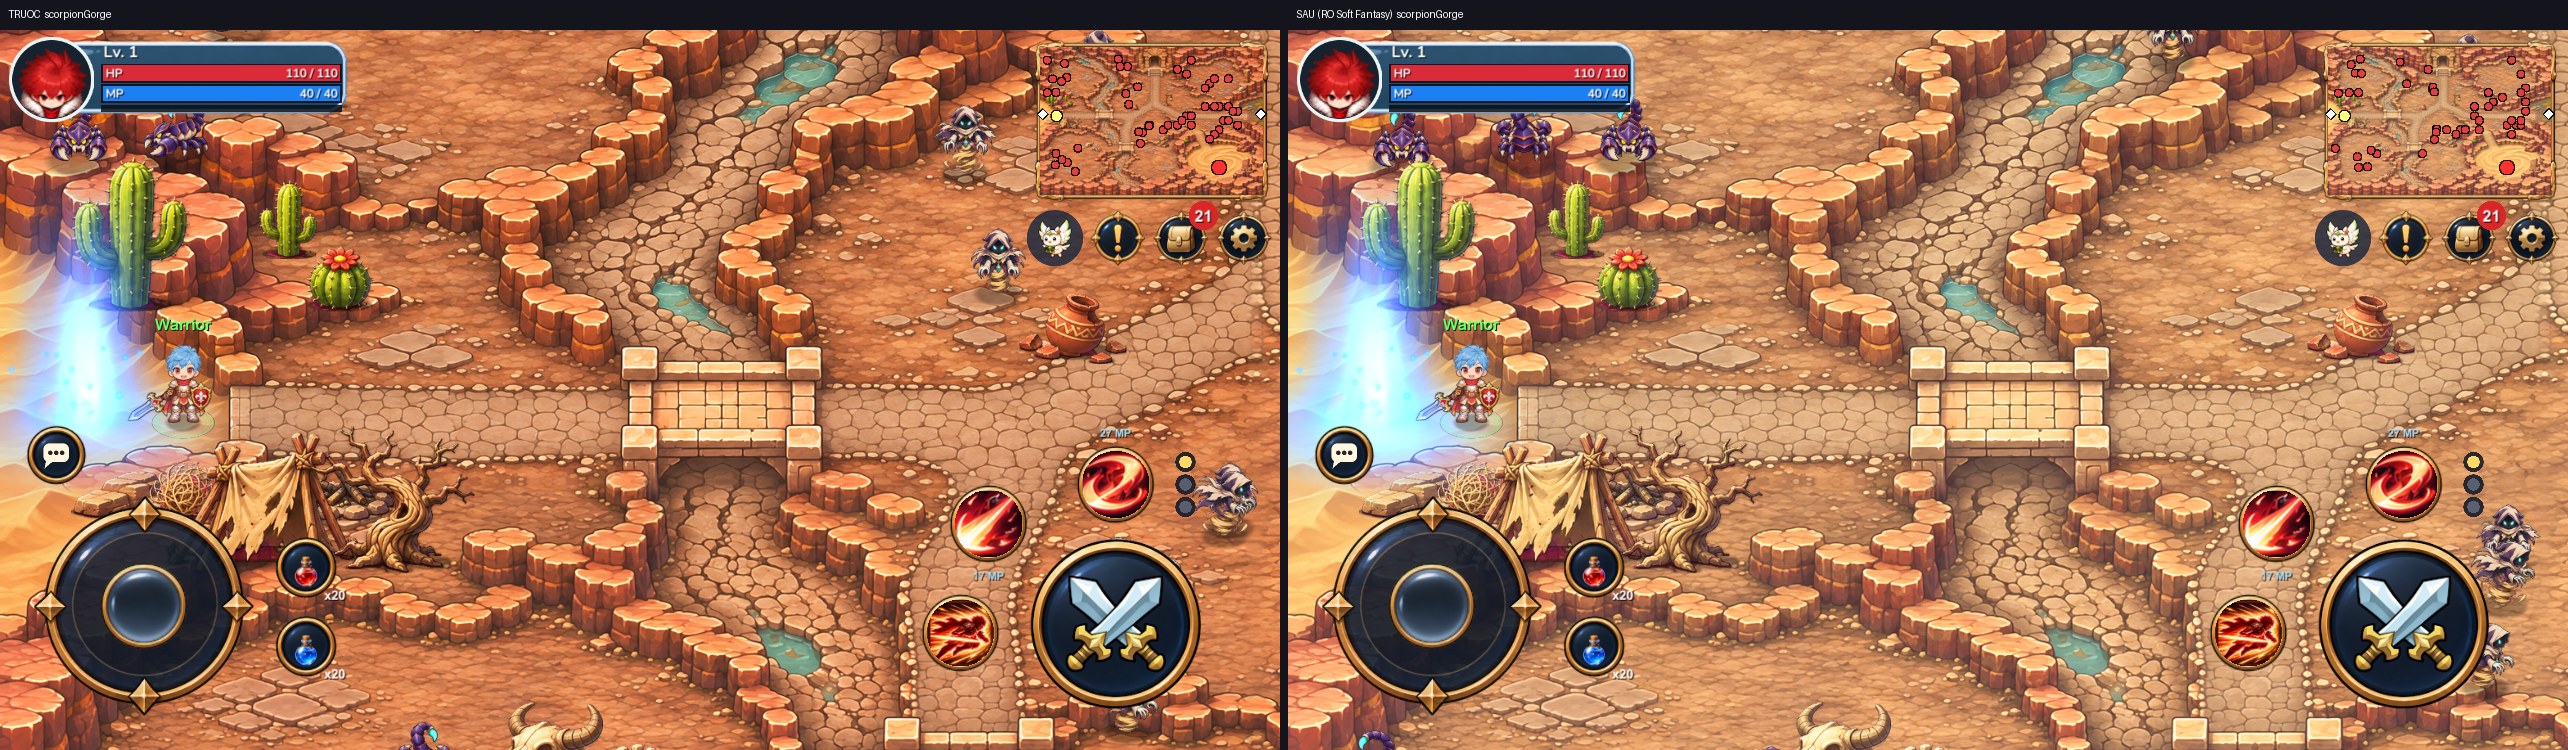 TRUOC scorpionGorge
Lv. 1
HP 110 / 110
MP 40 / 40
21
Warrior
27 MP
17 MP
x20
x20
SAU (RO Soft Fantasy) scorpionGorge
Lv. 1
HP 110 / 110
MP 40 / 40
21
Warrior
27 MP
17 MP
x20
x20